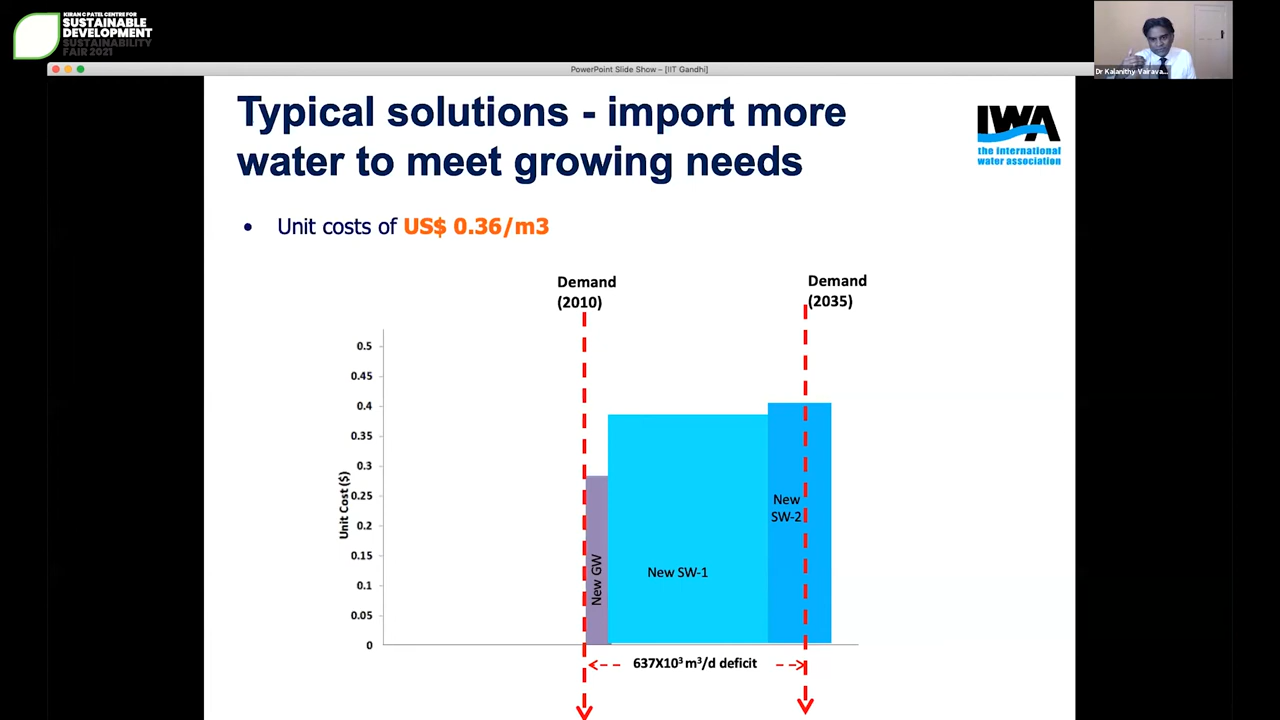 KIRAN C PATEL CENTRE FOR
SUSTAINABLE
DEVELOPMENT
SUSTAINABILITY
FAIR 2021
PowerPoint Slide Show – [IIT Gandhi]
Dr Kalanithy Vairava...
Typical solutions - import more
water to meet growing needs
IWA
the international
water association
• Unit costs of US$ 0.36/m3
Demand
(2010)
Demand
(2035)
0.5
0.45
0.4
0.35
0.3
0.25
0.2
0.15
0.1
0.05
0
Unit Cost ($)
New GW
New SW-1
New
SW-2
637X10³ m³/d deficit